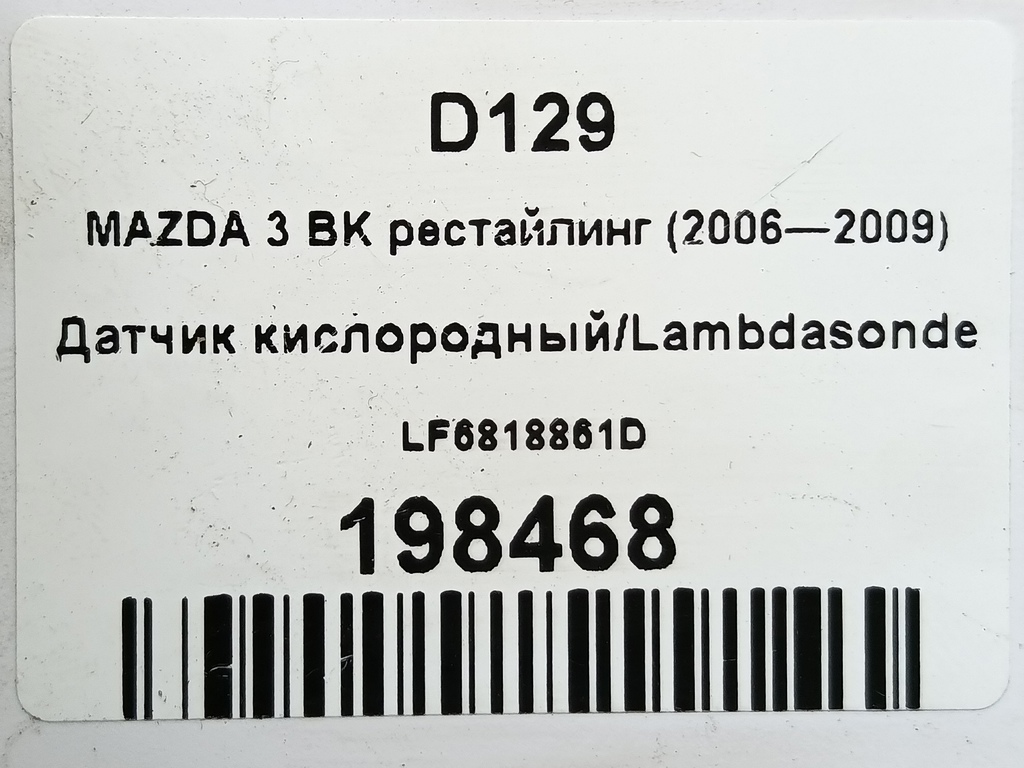 D129
MAZDA 3 BK рестайлинг (2006—2009)
Датчик кислородный/Lambdasonde
LF6818861D
198468